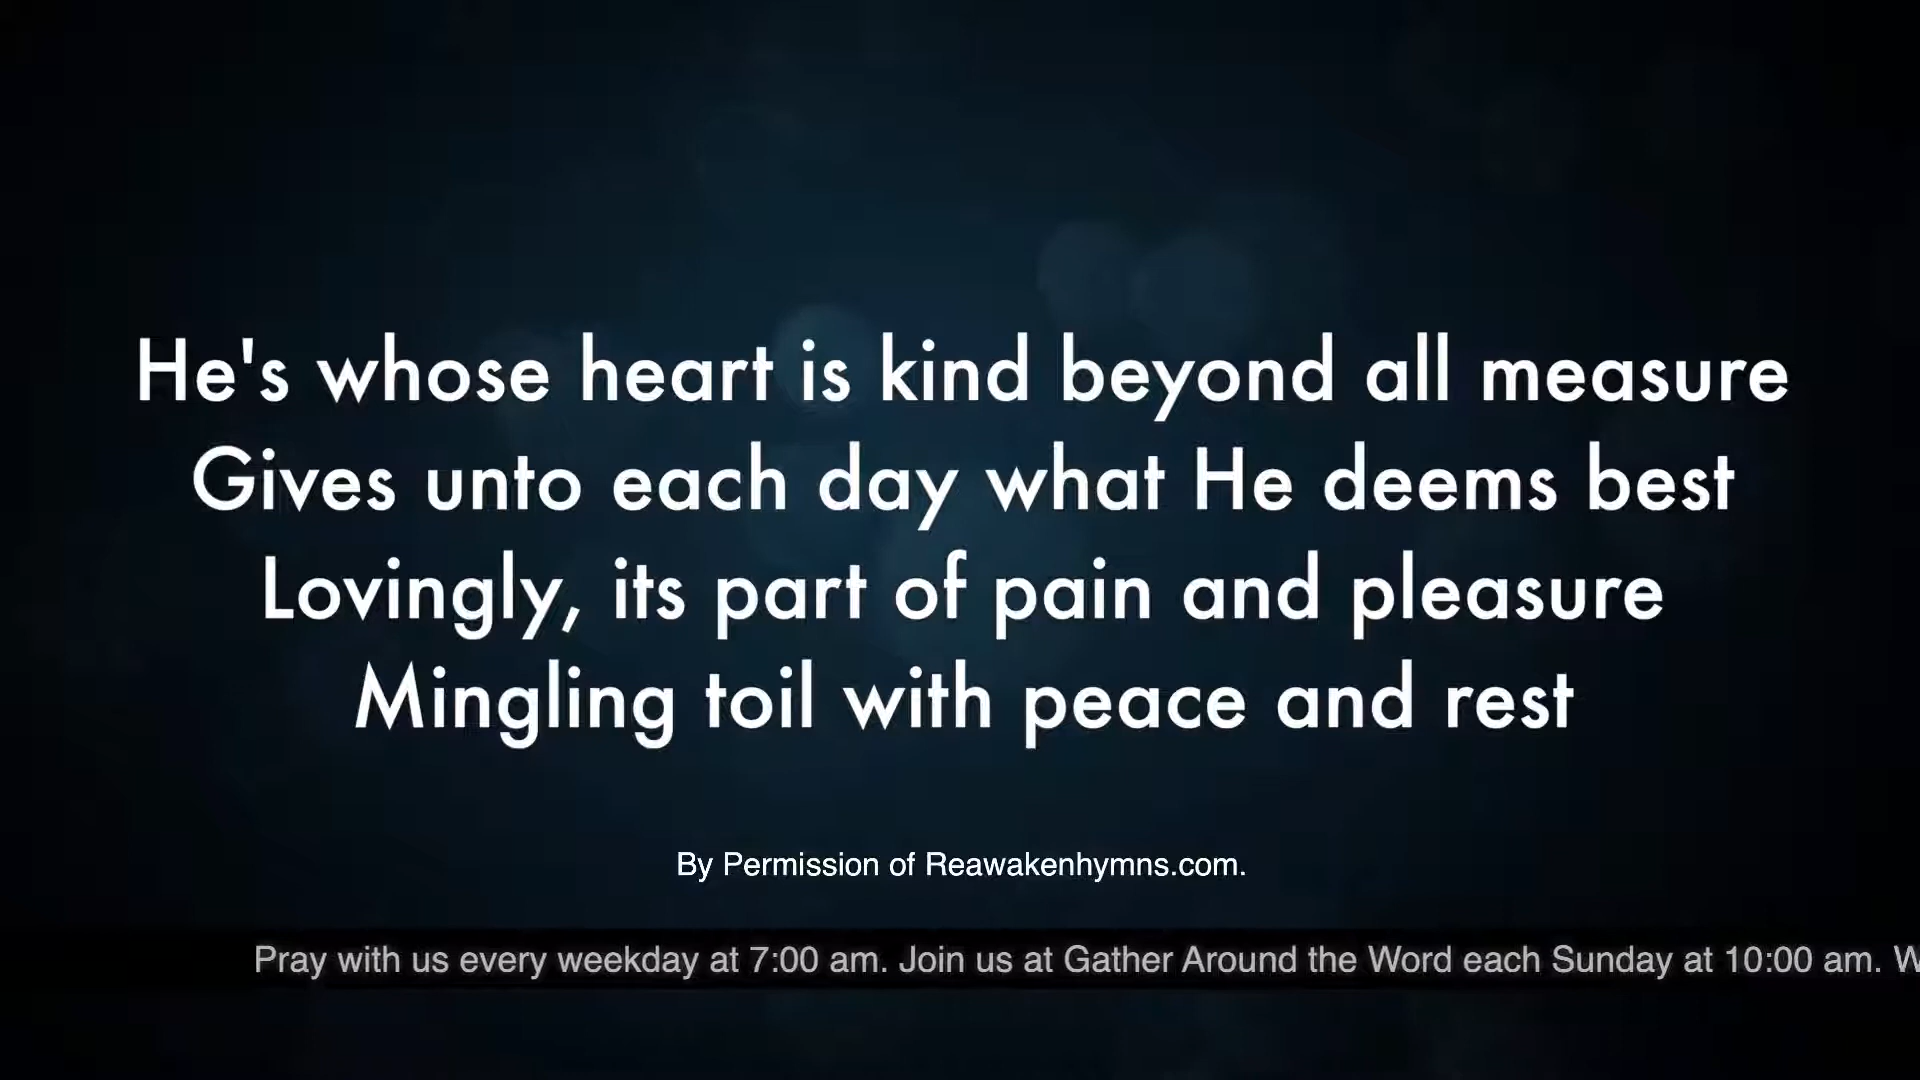 He's whose heart is kind beyond all measure
Gives unto each day what He deems best
Lovingly, its part of pain and pleasure
Mingling toil with peace and rest
By Permission of Reawakenhymns.com.
Pray with us every weekday at 7:00 am. Join us at Gather Around the Word each Sunday at 10:00 am.